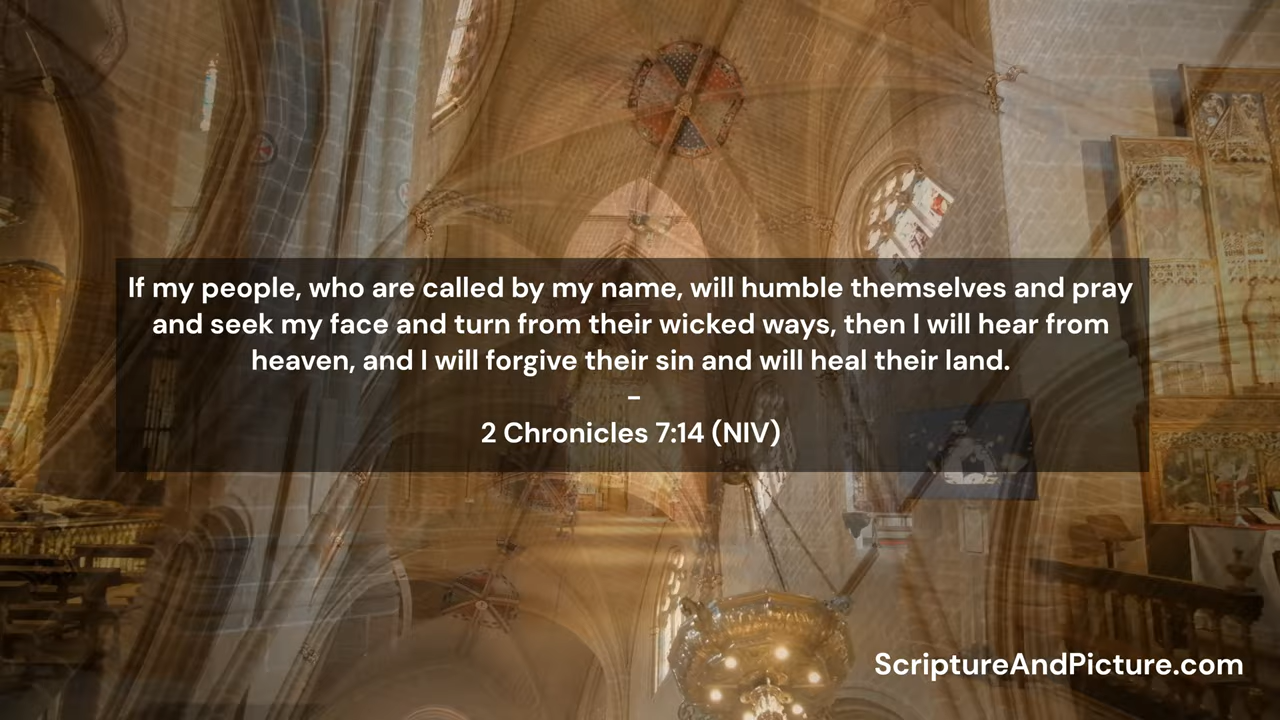 If my people, who are called by my name, will humble themselves and pray
and seek my face and turn from their wicked ways, then I will hear from
heaven, and I will forgive their sin and will heal their land.
–
2 Chronicles 7:14 (NIV)
ScriptureAndPicture.com